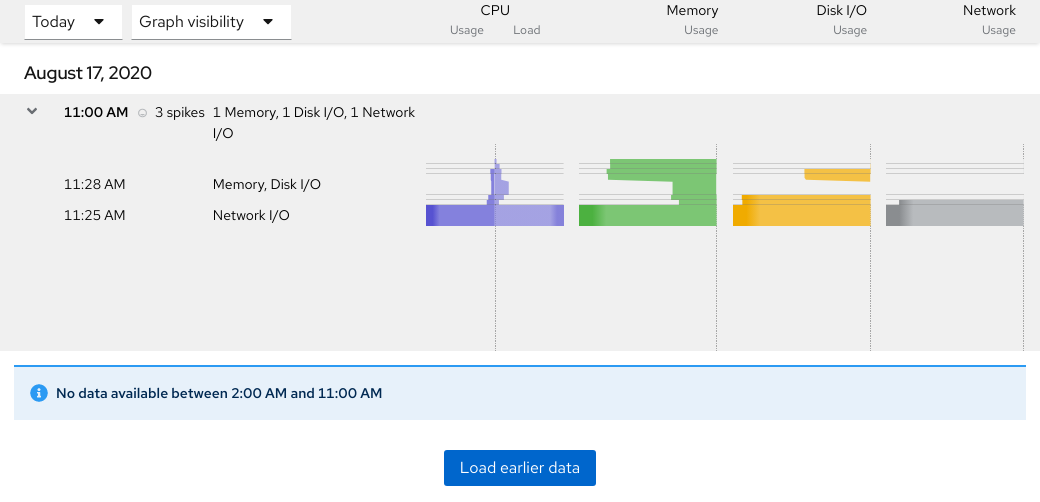 Today
Graph visibility
CPU
Memory
Disk I/O
Network
Usage
Load
Usage
Usage
Usage
August 17, 2020
11:00 AM
3 spikes
1 Memory, 1 Disk I/O, 1 Network
I/O
11:28 AM
Memory, Disk I/O
11:25 AM
Network I/O
No data available between 2:00 AM and 11:00 AM
Load earlier data